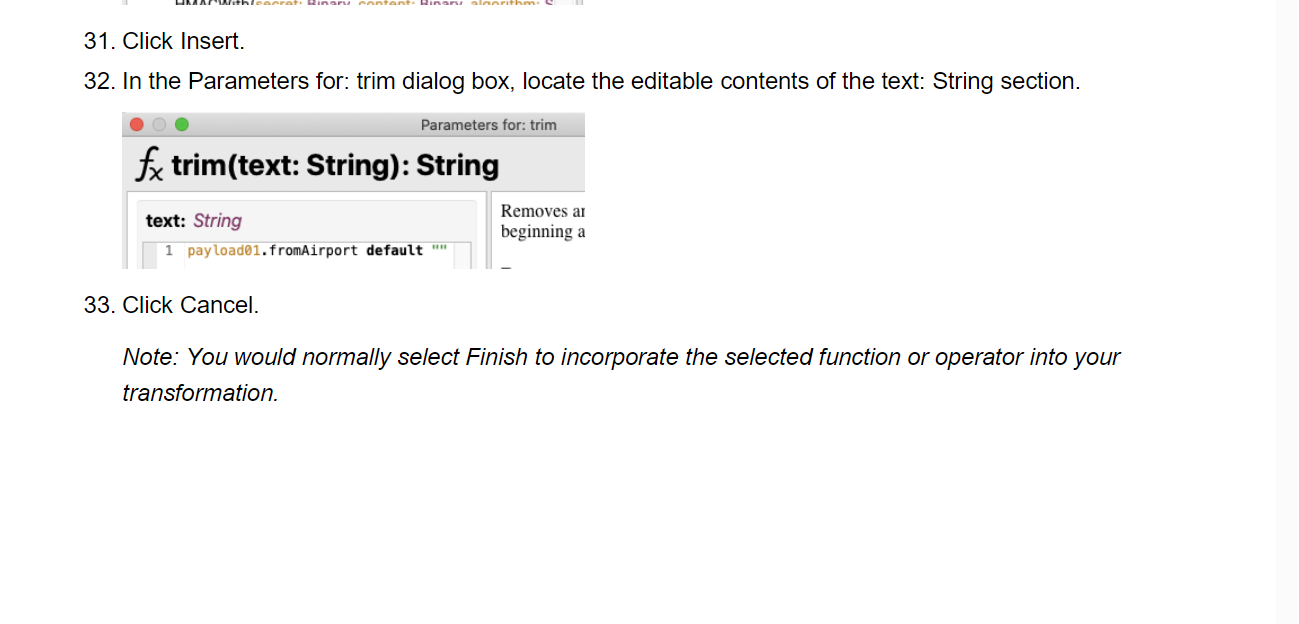 HMACWith(secret: Binary, content: Binary, algorithm: S
31. Click Insert.
32. In the Parameters for: trim dialog box, locate the editable contents of the text: String section.
Parameters for: trim
fx trim(text: String): String
text: String
Removes
beginning a
1 payload01.fromAirport default ""
33. Click Cancel.
Note: You would normally select Finish to incorporate the selected function or operator into your
transformation.